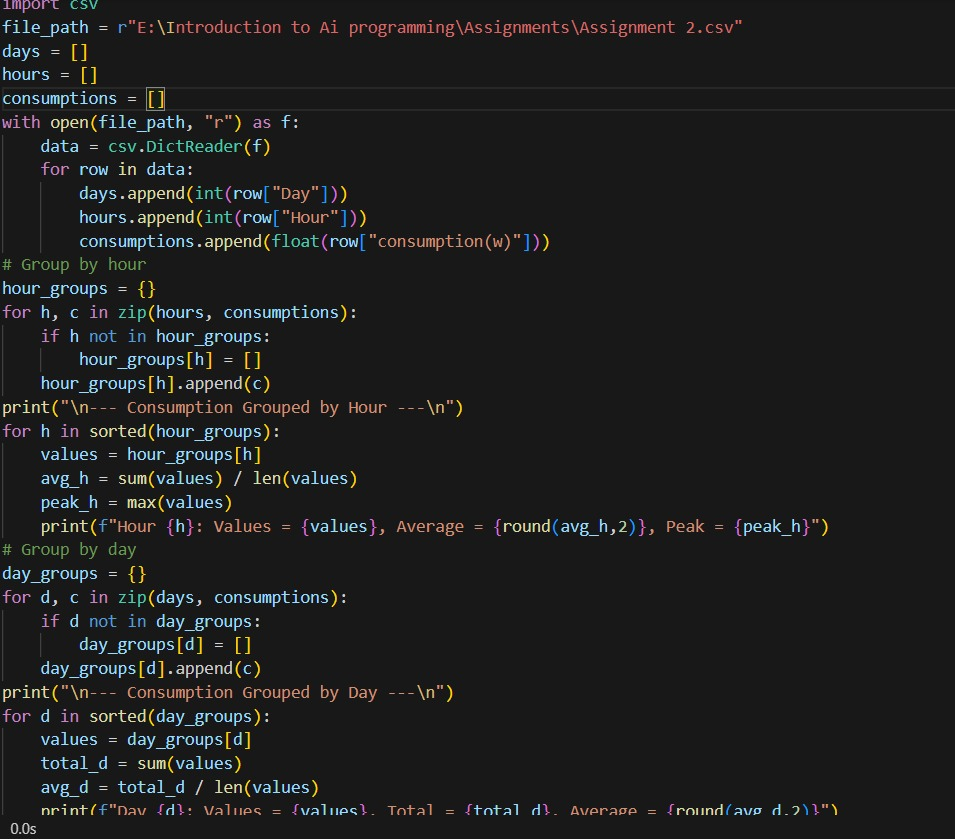 import csv
file_path = r"E:\Introduction to Ai programming\Assignments\Assignment 2.csv"
days = []
hours = []
consumptions = []
with open(file_path, "r") as f:
    data = csv.DictReader(f)
    for row in data:
        days.append(int(row["Day"]))
        hours.append(int(row["Hour"]))
        consumptions.append(float(row["consumption(w)"]))
# Group by hour
hour_groups = {}
for h, c in zip(hours, consumptions):
    if h not in hour_groups:
        hour_groups[h] = []
    hour_groups[h].append(c)
print("\n--- Consumption Grouped by Hour ---\n")
for h in sorted(hour_groups):
    values = hour_groups[h]
    avg_h = sum(values) / len(values)
    peak_h = max(values)
    print(f"Hour {h}: Values = {values}, Average = {round(avg_h,2)}, Peak = {peak_h}")
# Group by day
day_groups = {}
for d, c in zip(days, consumptions):
    if d not in day_groups:
        day_groups[d] = []
    day_groups[d].append(c)
print("\n--- Consumption Grouped by Day ---\n")
for d in sorted(day_groups):
    values = day_groups[d]
    total_d = sum(values)
    avg_d = total_d / len(values)
    print(f"Day {d}: Values = {values}, Total = {total_d}, Average = {round(avg_d,2)}")
0.0s